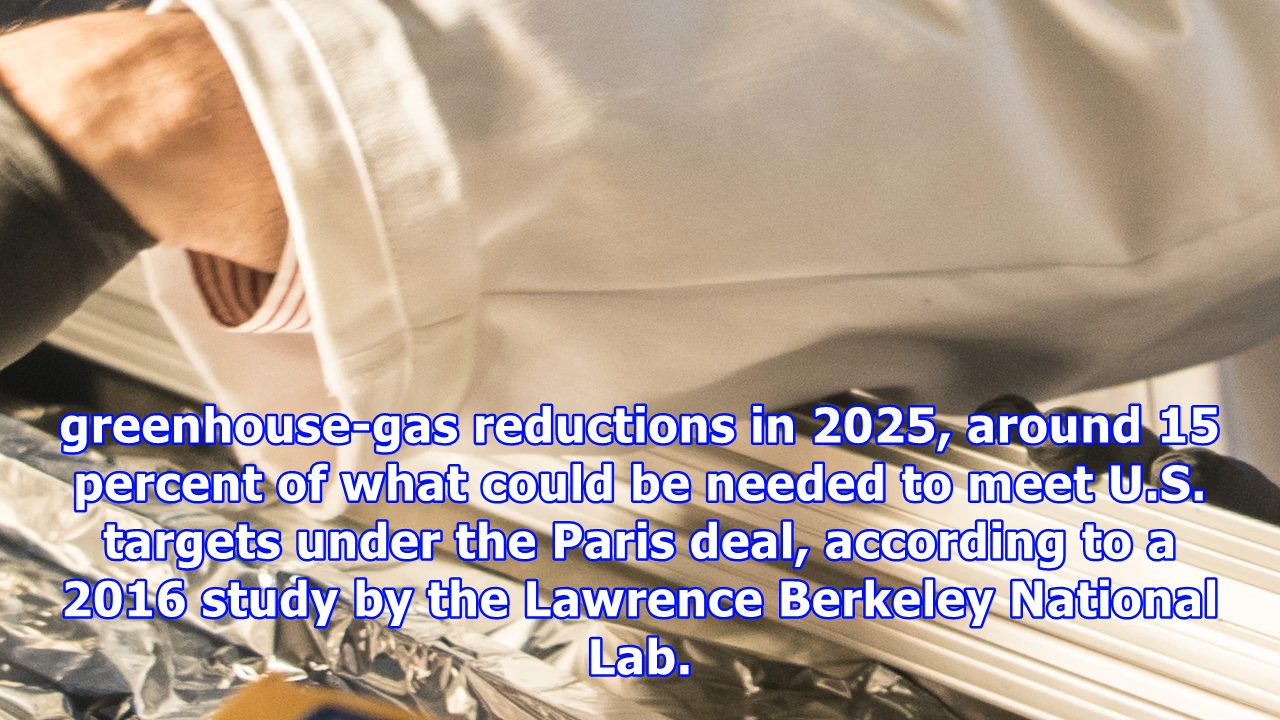 greenhouse-gas reductions in 2025, around 15
percent of what could be needed to meet U.S.
targets under the Paris deal, according to a
2016 study by the Lawrence Berkeley National
Lab.